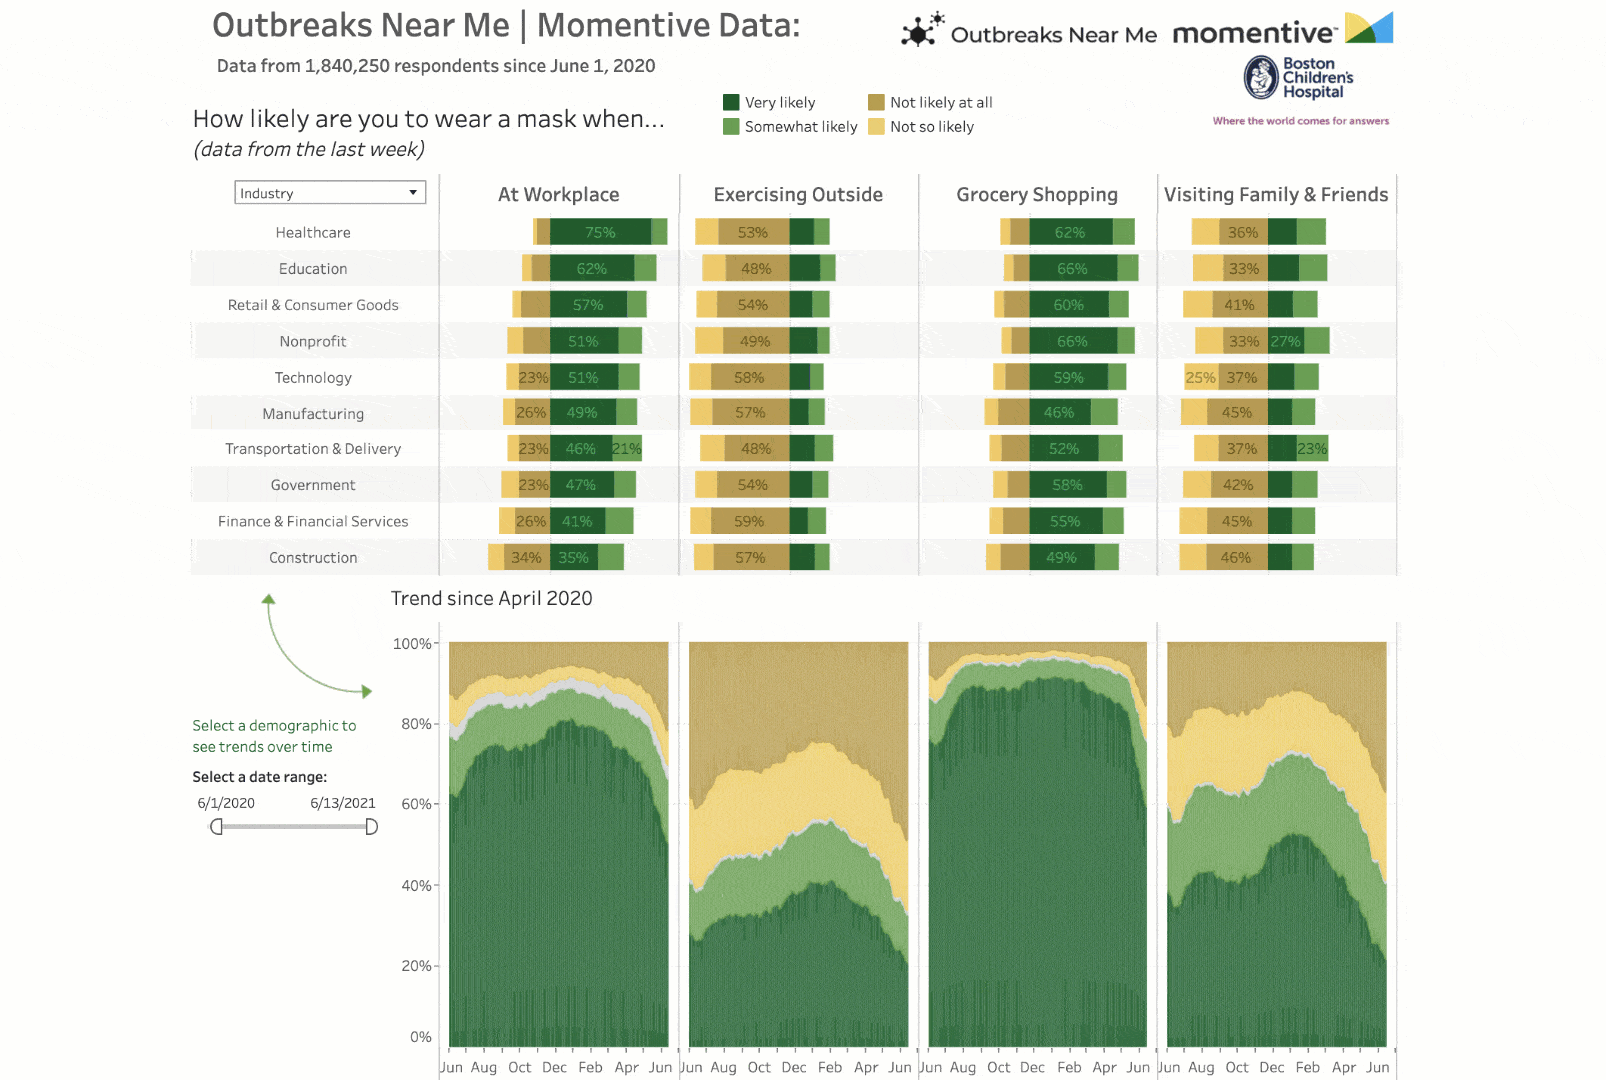 Outbreaks Near Me | Momentive Data:
Data from 1,840,250 respondents since June 1, 2020
Outbreaks Near Me
momentive™
Boston
Children's
Hospital
Where the world comes for answers
How likely are you to wear a mask when...
(data from the last week)
Very likely
Not likely at all
Somewhat likely
Not so likely
Industry
At Workplace
Exercising Outside
Grocery Shopping
Visiting Family & Friends
Healthcare 75% 53% 62% 36%
Education 62% 48% 66% 33%
Retail & Consumer Goods 57% 54% 60% 41%
Nonprofit 51% 49% 66% 33% 27%
Technology 23% 51% 58% 59% 25% 37%
Manufacturing 26% 49% 57% 46% 45%
Transportation & Delivery 23% 46% 21% 48% 52% 37% 23%
Government 23% 47% 54% 58% 42%
Finance & Financial Services 26% 41% 59% 55% 45%
Construction 34% 35% 57% 49% 46%
Trend since April 2020
100%
80%
60%
40%
20%
0%
Select a demographic to
see trends over time
Select a date range:
6/1/2020 6/13/2021
Jun Aug Oct Dec Feb Apr Jun Jun Aug Oct Dec Feb Apr Jun Jun Aug Oct Dec Feb Apr Jun Jun Aug Oct Dec Feb Apr Jun